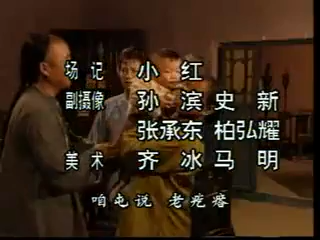 场记 小红
副摄像 孙滨 史新
张承东 柏弘耀
美术 齐冰 马明
咱屯说 老疙瘩